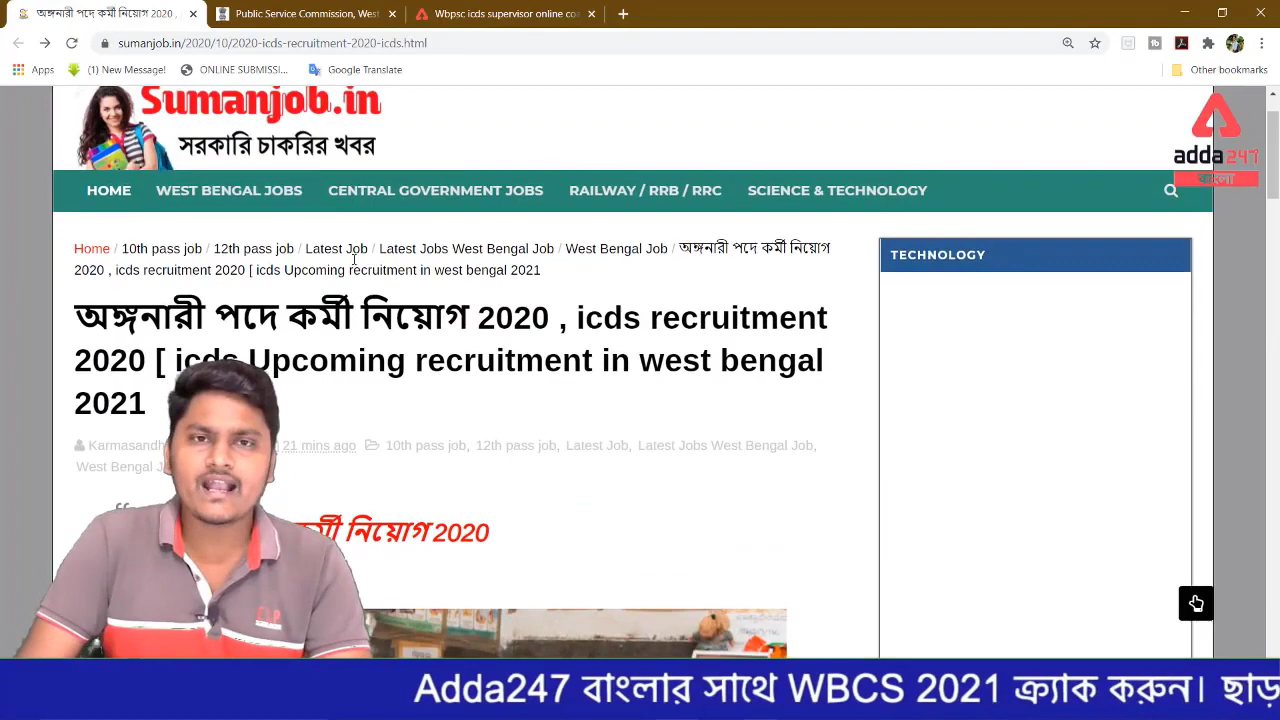 অঙ্গনারী পদে কর্মী নিয়োগ 2020 ,
Public Service Commission, West
Wbpsc icds supervisor online co
sumanjob.in/2020/10/2020-icds-recruitment-2020-icds.html
Apps
(1) New Message!
ONLINE SUBMISSI...
Google Translate
Other bookmarks
Sumanjob.in
সরকারি চাকরির খবর
adda247
বাংলা
HOME
WEST BENGAL JOBS
CENTRAL GOVERNMENT JOBS
RAILWAY / RRB / RRC
SCIENCE & TECHNOLOGY
Home / 10th pass job / 12th pass job / Latest Job / Latest Jobs West Bengal Job / West Bengal Job / অঙ্গনারী পদে কর্মী নিয়োগ
2020 , icds recruitment 2020 [ icds Upcoming recruitment in west bengal 2021
TECHNOLOGY
অঙ্গনারী পদে কর্মী নিয়োগ 2020 , icds recruitment
2020 [ icds Upcoming recruitment in west bengal
2021
Karmasandh
21 mins ago
10th pass job, 12th pass job, Latest Job, Latest Jobs West Bengal Job,
West Bengal J
কর্মী নিয়োগ 2020
Adda247 বাংলার সাথে WBCS 2021 ক্র্যাক করুন। ছাড়